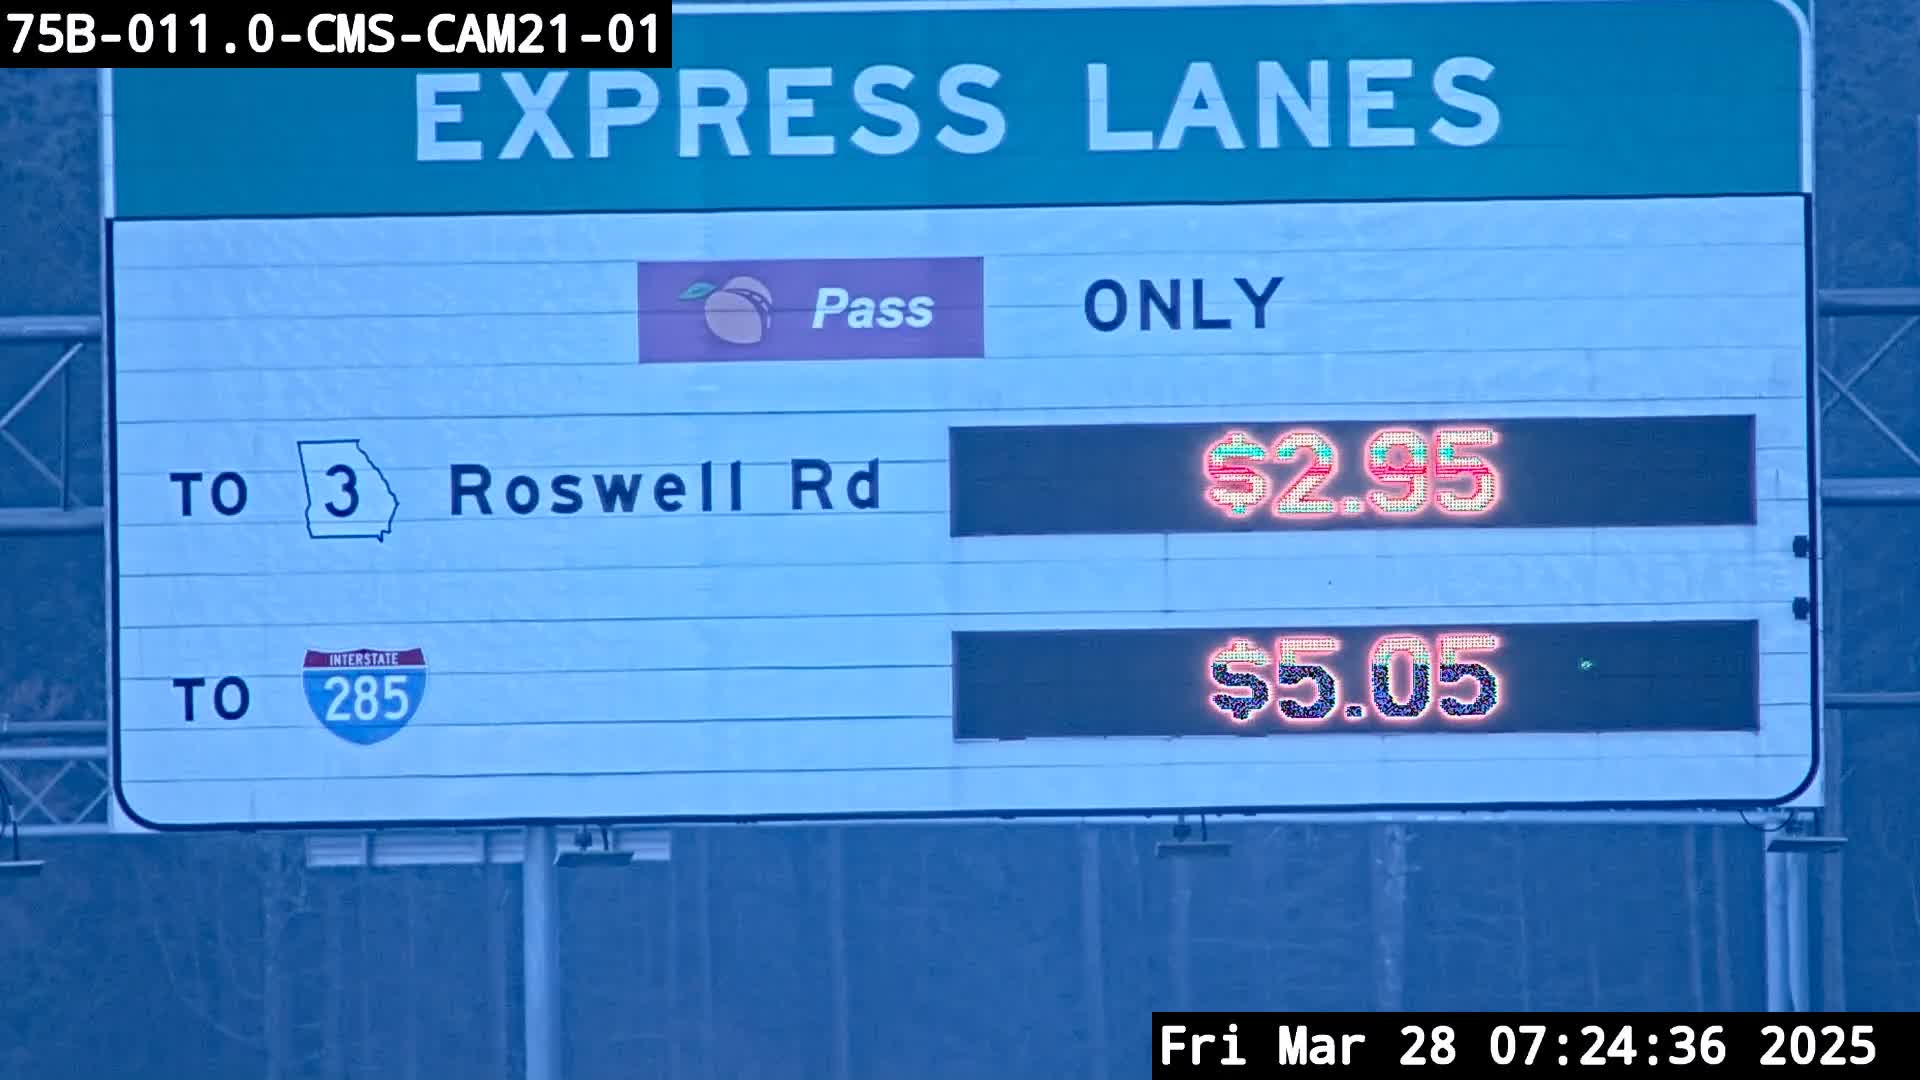 75B-011.0-CMS-CAM21-01
EXPRESS LANES
Pass ONLY
TO 3 Roswell Rd $2.95
TO INTERSTATE 285 $5.05
Fri Mar 28 07:24:36 2025